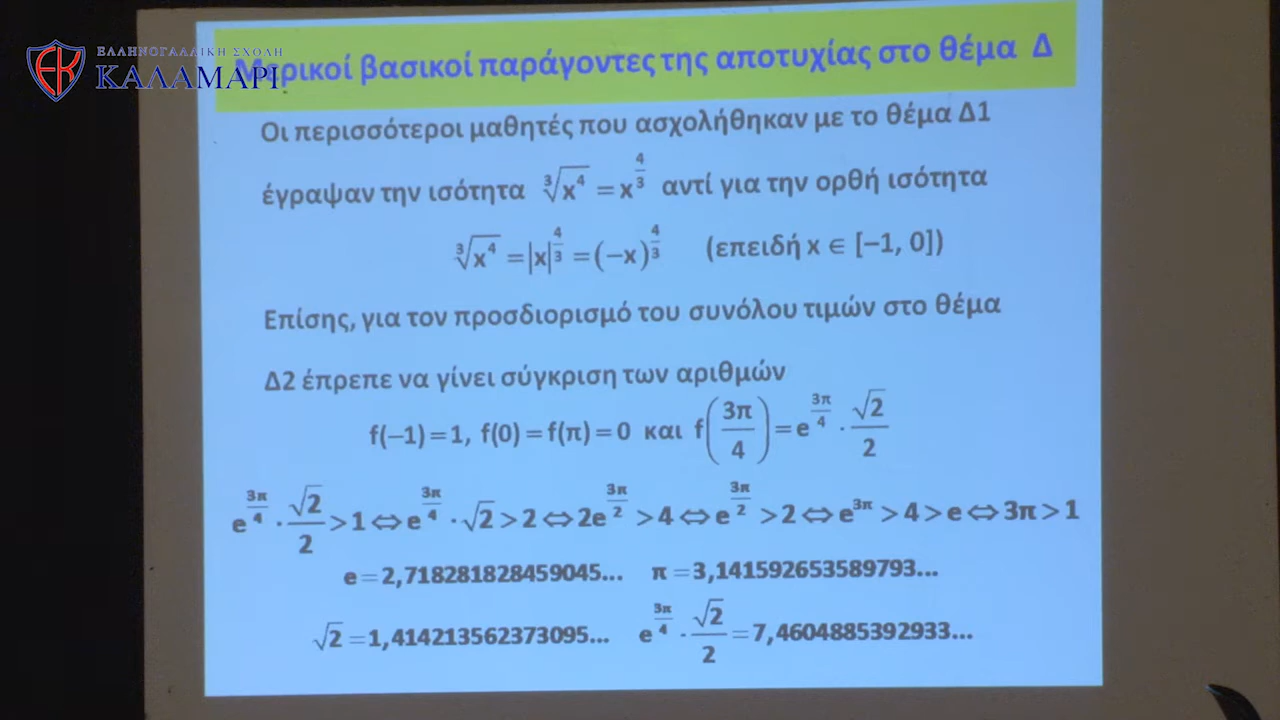 ΕΛΛΗΝΟΓΑΛΛΙΚΗ ΣΧΟΛΗ
ΚΑΛΑΜΑΡΙ
Μερικοί βασικοί παράγοντες της αποτυχίας στο θέμα Δ
Οι περισσότεροι μαθητές που ασχολήθηκαν με το θέμα Δ1
έγραψαν την ισότητα ∛x⁴ = x^(4/3) αντί για την ορθή ισότητα
∛x⁴ = |x|^(4/3) = (−x)^(4/3) (επειδή x ∈ [−1, 0])
Επίσης, για τον προσδιορισμό του συνόλου τιμών στο θέμα
Δ2 έπρεπε να γίνει σύγκριση των αριθμών
f(−1) = 1, f(0) = f(π) = 0 και f(3π/4) = e^(3π/4) · √2/2
e^(3π/4) · √2/2 > 1 ⇔ e^(3π/4) · √2 > 2 ⇔ 2e^(3π/2) > 4 ⇔ e^(3π/2) > 2 ⇔ e^(3π) > 4 > e ⇔ 3π > 1
e = 2,718281828459045... π = 3,141592653589793...
√2 = 1,414213562373095... e^(3π/4) · √2/2 = 7,4604885392933...